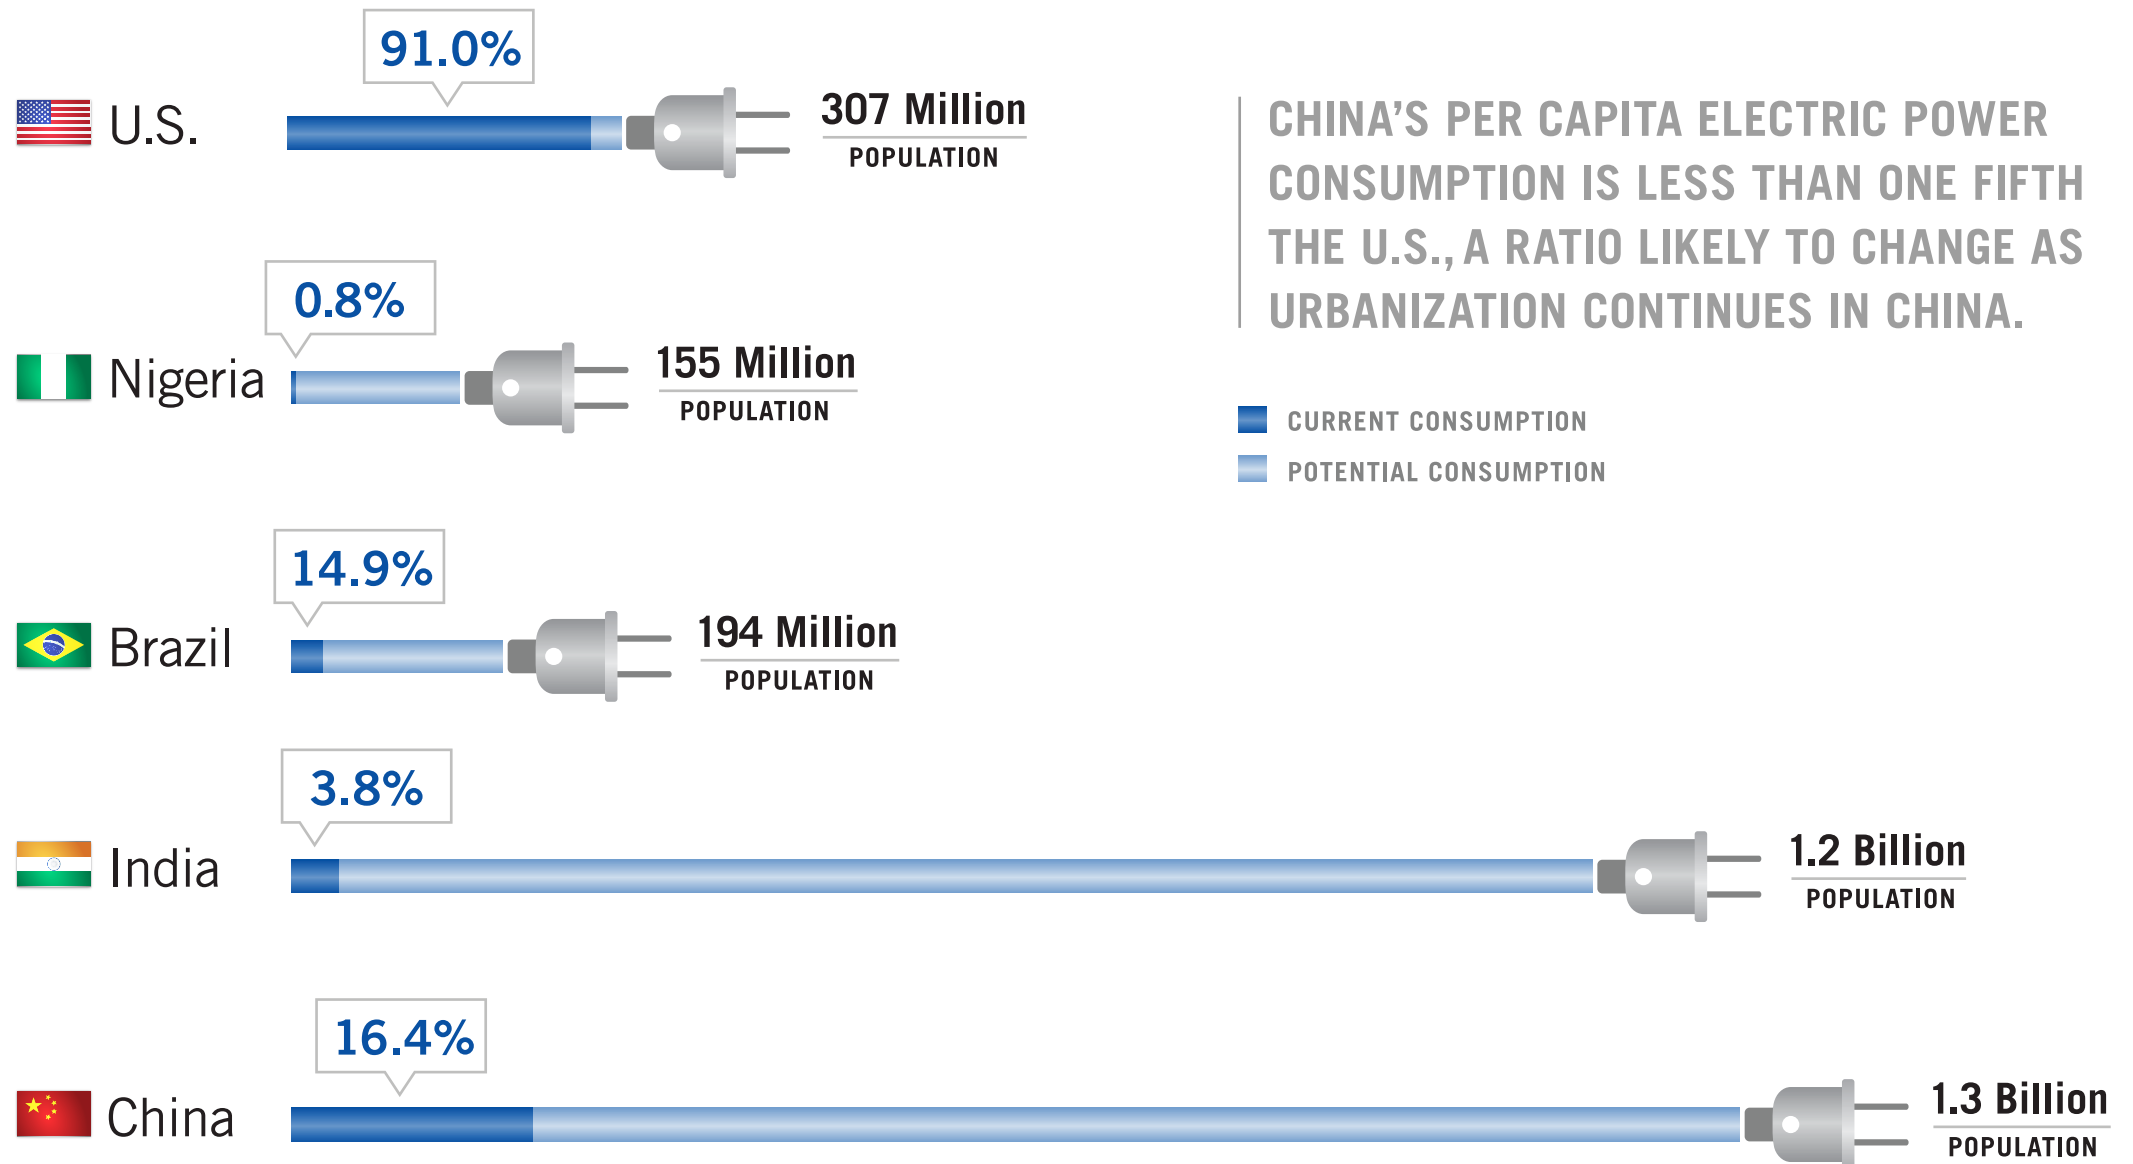 91.0%
U.S.
307 Million
POPULATION
CHINA'S PER CAPITA ELECTRIC POWER
CONSUMPTION IS LESS THAN ONE FIFTH
THE U.S., A RATIO LIKELY TO CHANGE AS
URBANIZATION CONTINUES IN CHINA.
0.8%
Nigeria
155 Million
POPULATION
CURRENT CONSUMPTION
POTENTIAL CONSUMPTION
14.9%
Brazil
194 Million
POPULATION
3.8%
India
1.2 Billion
POPULATION
16.4%
China
1.3 Billion
POPULATION